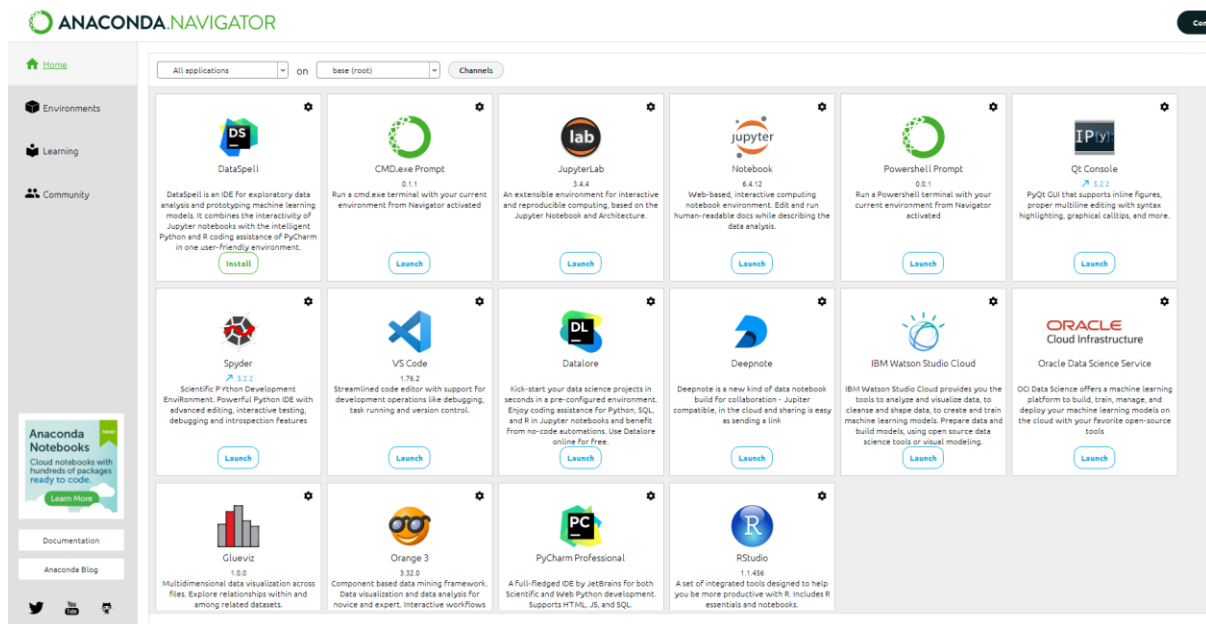 ANACONDA.NAVIGATOR
Home
Environments
Learning
Community
Anaconda
Notebooks
New!
Cloud notebooks with
hundreds of packages
ready to code.
Learn More
Documentation
Anaconda Blog
You
Tube
All applications
on
base (root)
Channels
DS
DataSpell
DataSpell is an IDE for exploratory data
analysis and prototyping machine learning
models. It combines the interactivity of
Jupyter notebooks with the intelligent
Python and R coding assistance of PyCharm
in one user-friendly environment.
Install
CMD.exe Prompt
0.1.1
Run a cmd.exe terminal with your current
environment from Navigator activated
Launch
lab
JupyterLab
3.4.4
An extensible environment for interactive
and reproducible computing, based on the
Jupyter Notebook and Architecture.
Launch
jupyter
Notebook
6.4.12
Web-based, interactive computing
notebook environment. Edit and run
human-readable docs while describing the
data analysis.
Launch
Powershell Prompt
0.0.1
Run a Powershell terminal with your
current environment from Navigator
activated
Launch
IP[y]:
Qt Console
5.2.2
PyQt GUI that supports inline figures,
proper multiline editing with syntax
highlighting, graphical calltips, and more.
Launch
Spyder
5.2.2
Scientific PYthon Development
EnviRonment. Powerful Python IDE with
advanced editing, interactive testing,
debugging and introspection features
Launch
VS Code
1.76.2
Streamlined code editor with support for
development operations like debugging,
task running and version control.
Launch
DL
Datalore
Kick-start your data science projects in
seconds in a pre-configured environment.
Enjoy coding assistance for Python, SQL,
and R in Jupyter notebooks and benefit
from no-code automations. Use Datalore
online for free.
Launch
Deepnote
Deepnote is a new kind of data notebook
build for collaboration - Jupiter
compatible, in the cloud and sharing is easy
as sending a link
Launch
IBM Watson Studio Cloud
IBM Watson Studio Cloud provides you the
tools to analyze and visualize data, to
cleanse and shape data, to create and train
machine learning models. Prepare data and
build models, using open source data
science tools or visual modeling.
Launch
ORACLE
Cloud Infrastructure
Oracle Data Science Service
OCI Data Science offers a machine learning
platform to build, train, manage, and
deploy your machine learning models on
the cloud with your favorite open-source
tools
Launch
Glueviz
1.0.0
Multidimensional data visualization across
files. Explore relationships within and
among related datasets.
Orange 3
3.32.0
Component based data mining framework.
Data visualization and data analysis for
novice and expert. Interactive workflows
PC
PyCharm Professional
A full-fledged IDE by JetBrains for both
Scientific and Web Python development.
Supports HTML, JS, and SQL.
R
RStudio
1.1.456
A set of integrated tools designed to help
you be more productive with R. Includes R
essentials and notebooks.